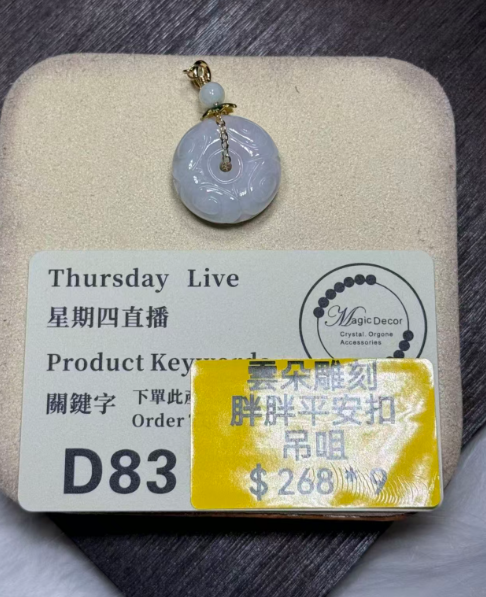 Thursday Live
星期四直播
Magic Decor
Crystal. Orgone
Accessories
Product Keywords
關鍵字 下單此
Order
D83
雲朵雕刻
胖胖平安扣
吊咀
$268*9